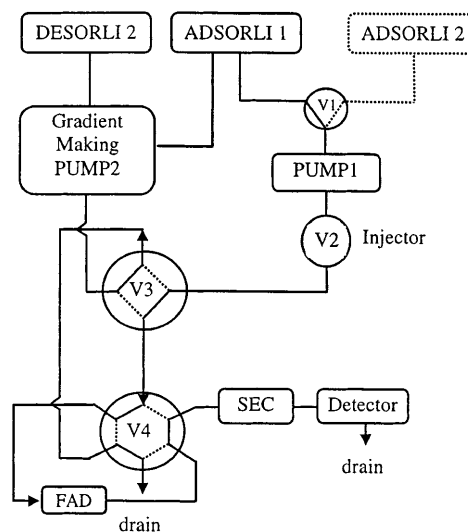 DESORLI 2
ADSORLI 1
ADSORLI 2
V1
Gradient
Making
PUMP2
PUMP1
V2
Injector
V3
V4
SEC
Detector
drain
FAD
drain